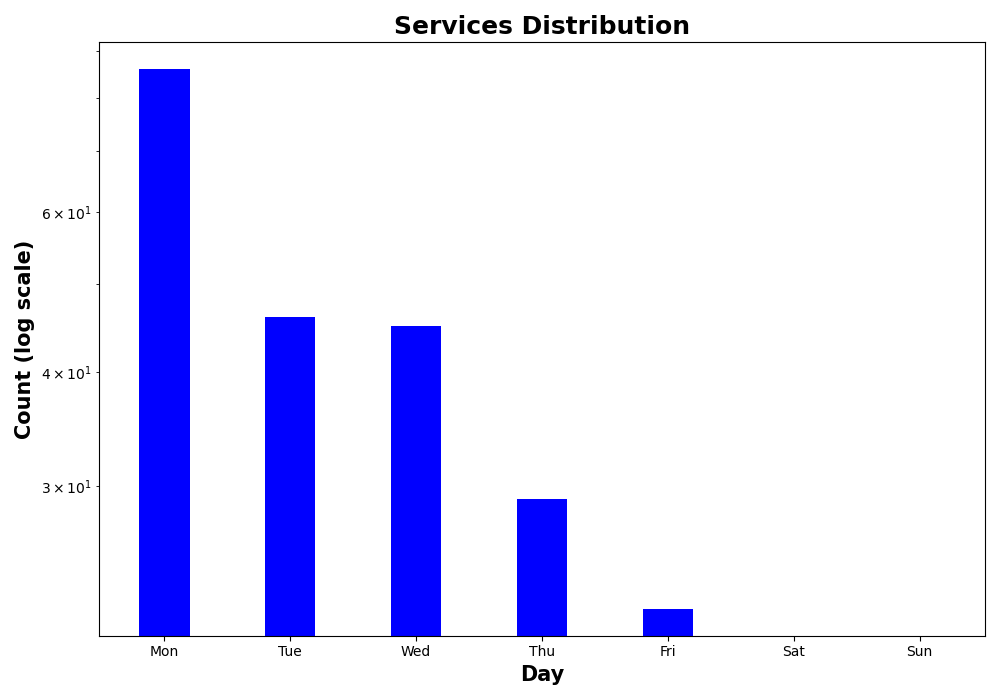 Services Distribution
Count (log scale)
6 × 10¹
4 × 10¹
3 × 10¹
Mon Tue Wed Thu Fri Sat Sun
Day